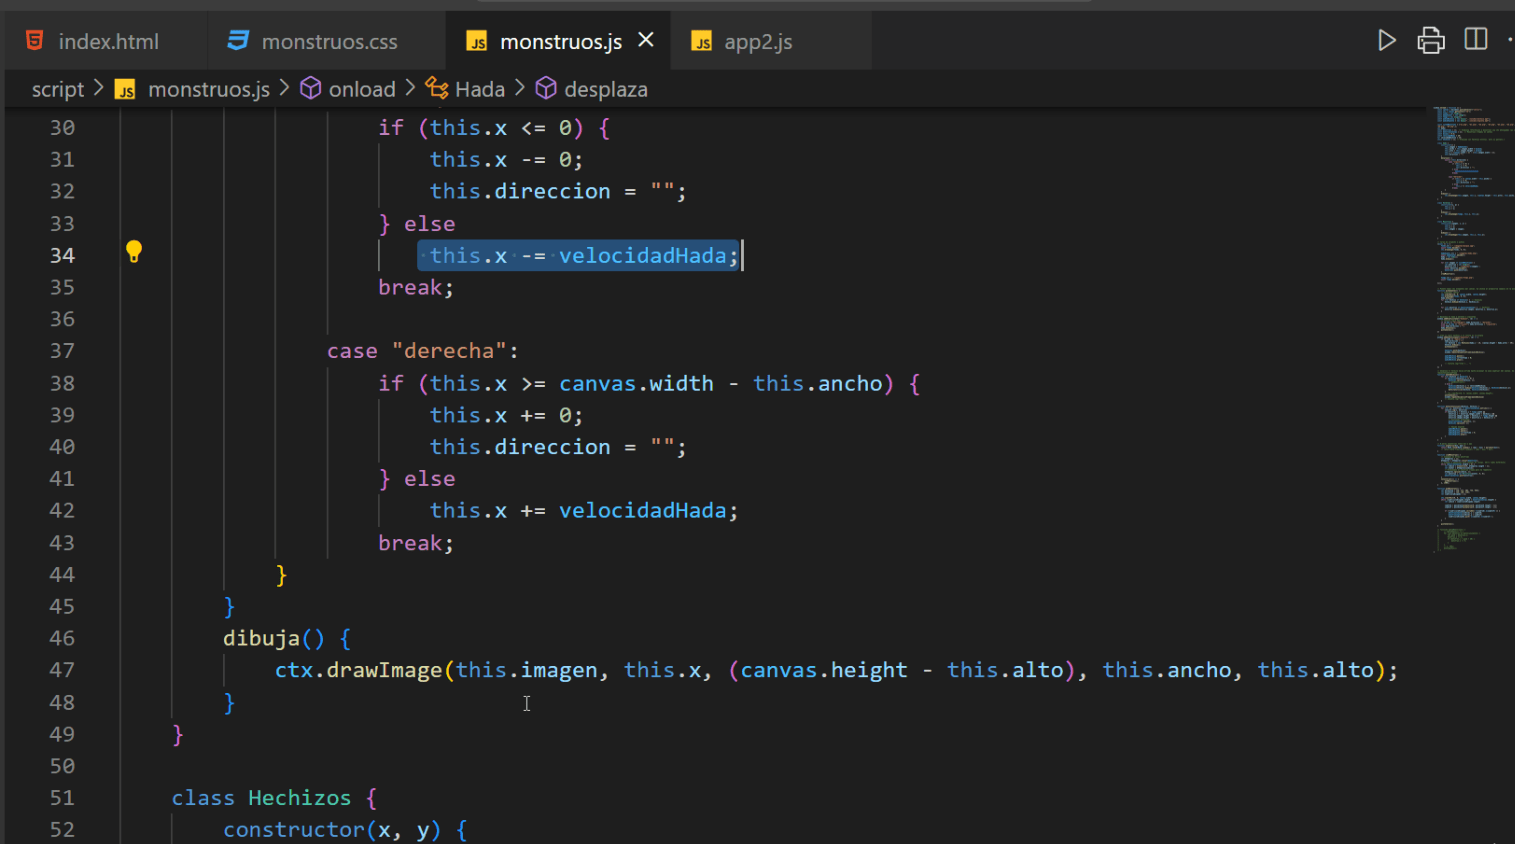 index.html monstruos.css JS monstruos.js JS app2.js
script > JS monstruos.js > onload > Hada > desplaza
30 if (this.x <= 0) {
31 this.x -= 0;
32 this.direccion = "";
33 } else
34 this.x -= velocidadHada;
35 break;
36
37 case "derecha":
38 if (this.x >= canvas.width - this.ancho) {
39 this.x += 0;
40 this.direccion = "";
41 } else
42 this.x += velocidadHada;
43 break;
44 }
45 }
46 dibuja() {
47 ctx.drawImage(this.imagen, this.x, (canvas.height - this.alto), this.ancho, this.alto);
48 }
49 }
50
51 class Hechizos {
52 constructor(x, y) {